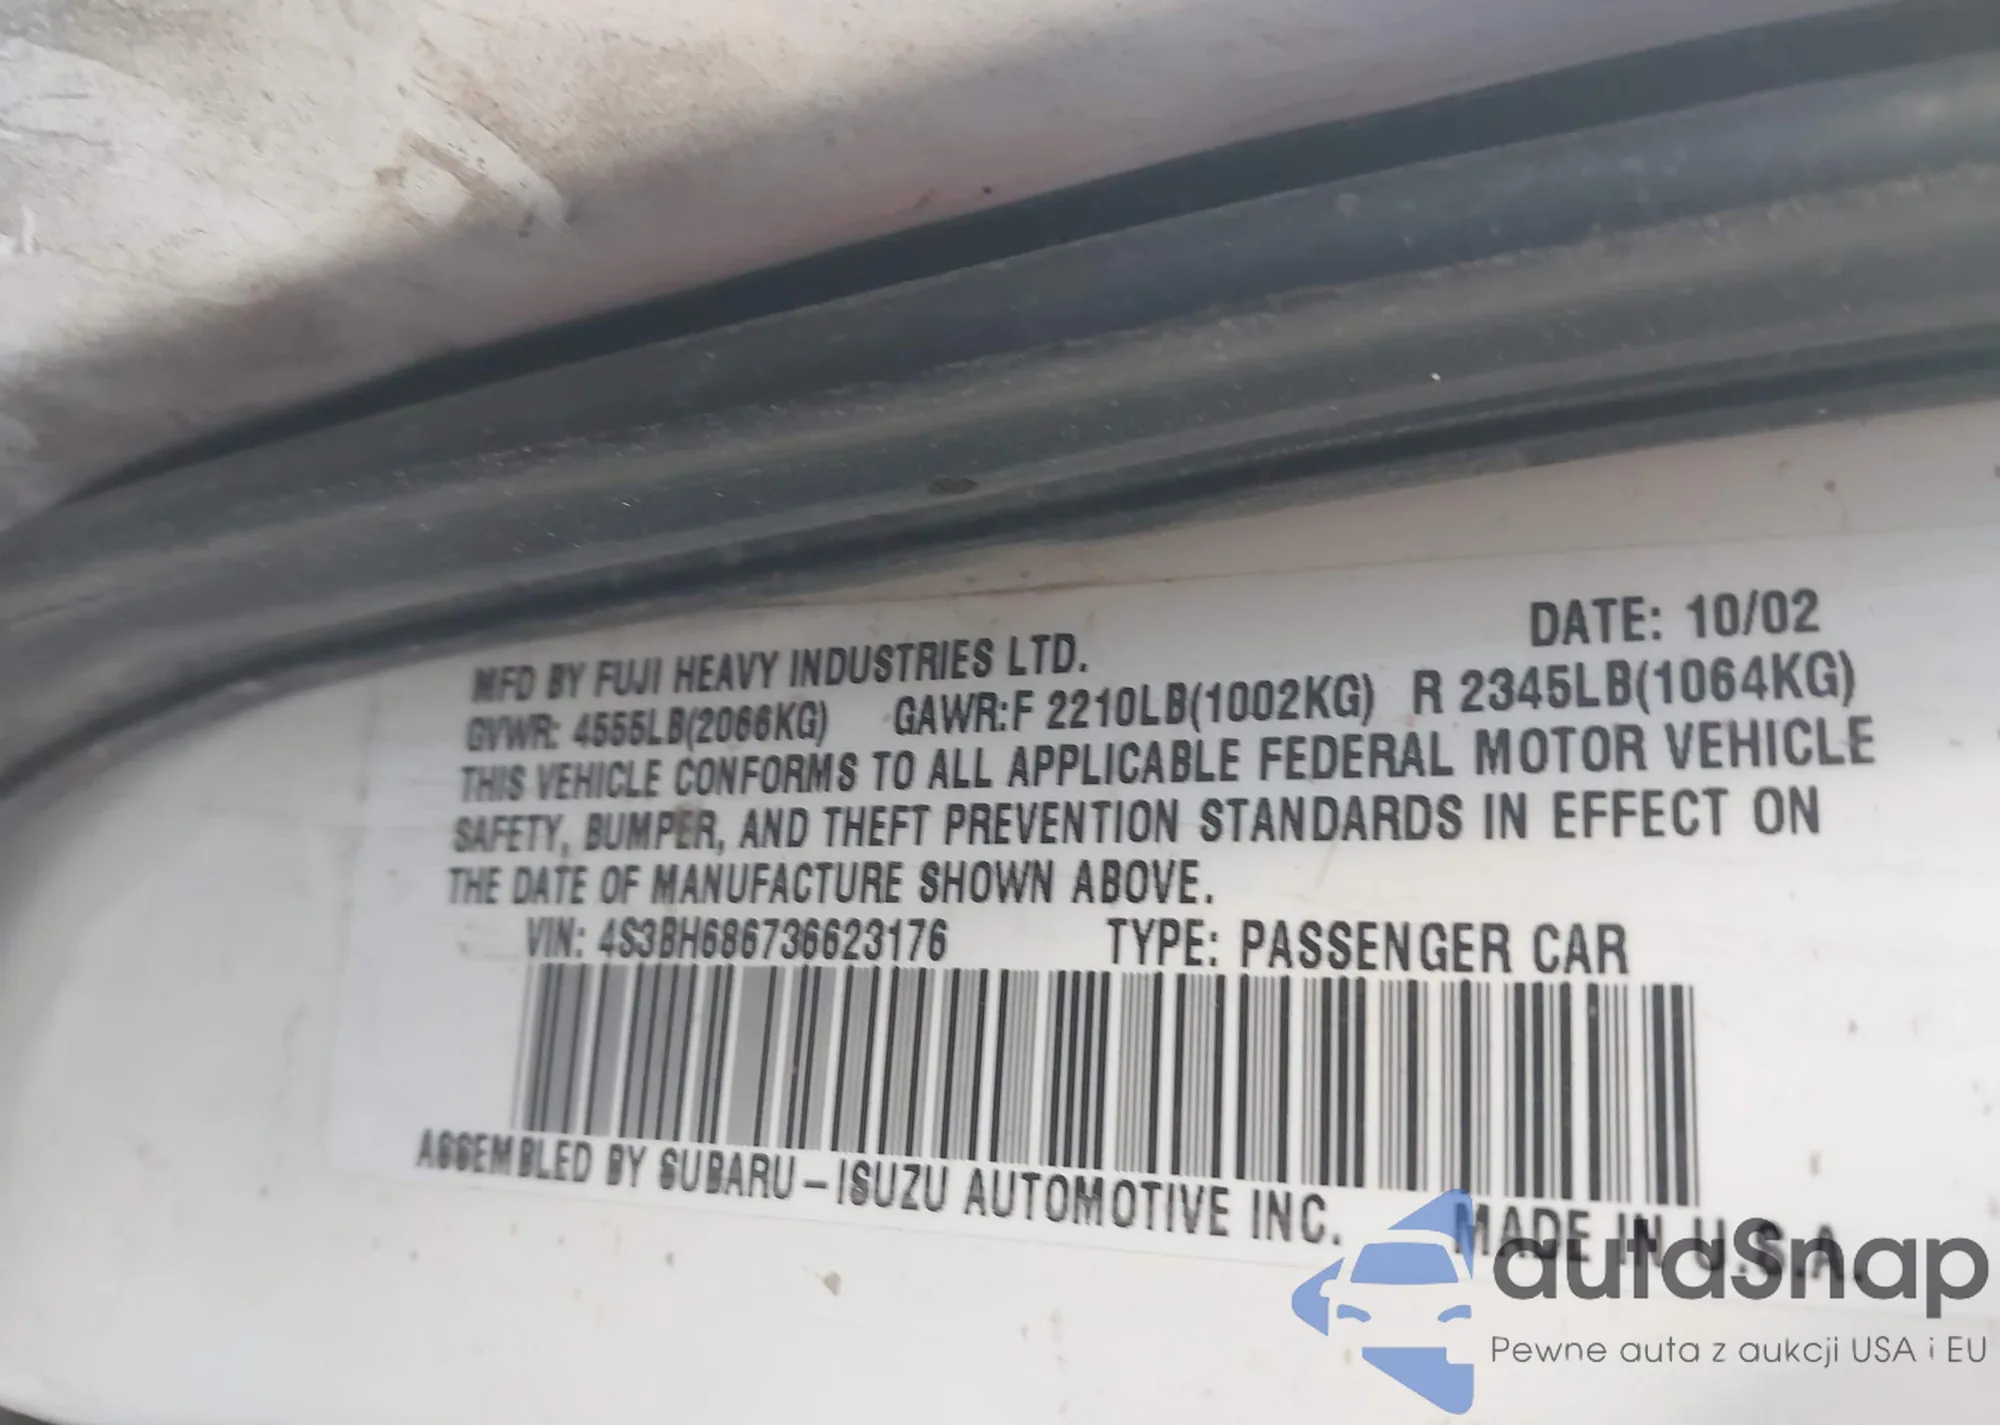 DATE: 10/02
MFD BY FUJI HEAVY INDUSTRIES LTD.
GVWR: 4555LB(2066KG) GAWR:F 2210LB(1002KG) R 2345LB(1064KG)
THIS VEHICLE CONFORMS TO ALL APPLICABLE FEDERAL MOTOR VEHICLE
SAFETY, BUMPER, AND THEFT PREVENTION STANDARDS IN EFFECT ON
THE DATE OF MANUFACTURE SHOWN ABOVE.
VIN: 4S3BH686736623176 TYPE: PASSENGER CAR
ASSEMBLED BY SUBARU-ISUZU AUTOMOTIVE INC. MADE IN U.S.A.
autaSnap
Pewne auta z aukcji USA i EU